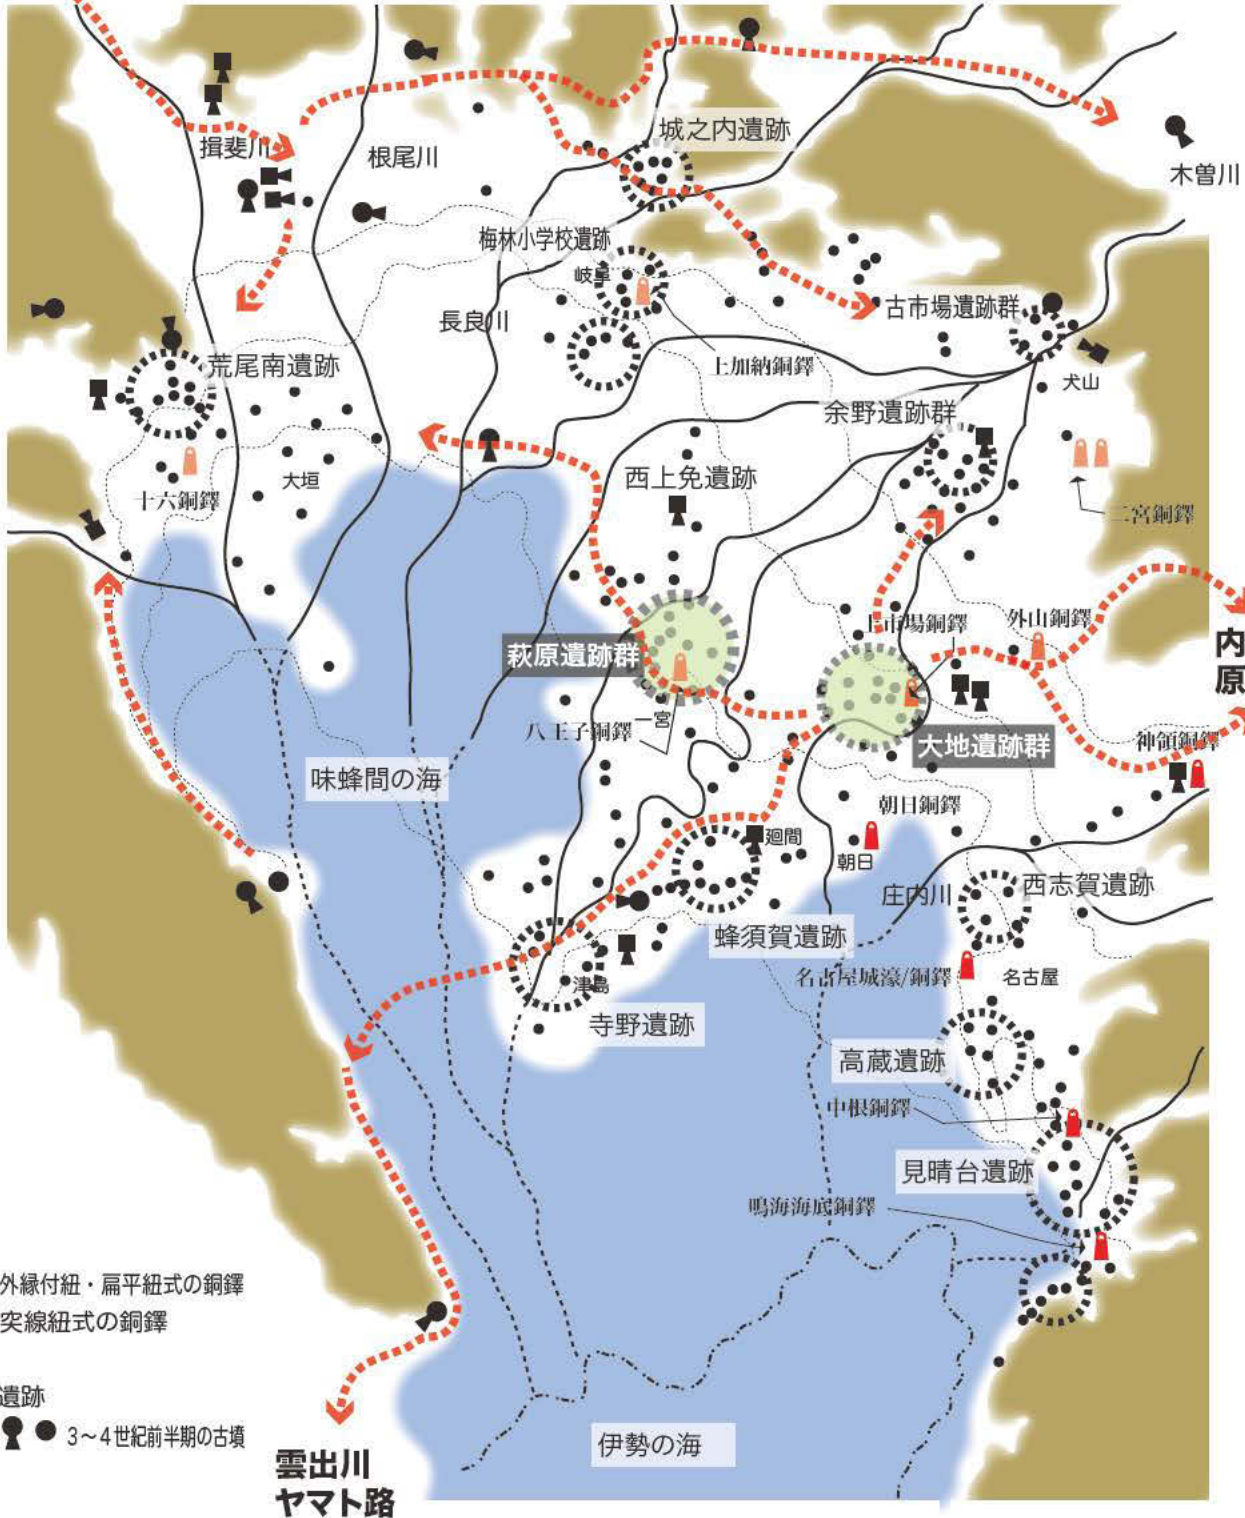 城之内遺跡
揖斐川
根尾川
木曽川
梅林小学校遺跡
岐阜
長良川
古市場遺跡群
荒尾南遺跡
上加納銅鐸
犬山
余野遺跡群
西上免遺跡
大垣
十六銅鐸
二宮銅鐸
上市場銅鐸
外山銅鐸
内
原
萩原遺跡群
八王子銅鐸
一宮
大地遺跡群
神領銅鐸
味蜂間の海
朝日銅鐸
廻間
朝日
庄内川
西志賀遺跡
蜂須賀遺跡
名古屋城濠/銅鐸
名古屋
津島
寺野遺跡
高蔵遺跡
中根銅鐸
見晴台遺跡
鳴海海底銅鐸
外縁付紐・扁平紐式の銅鐸
突線紐式の銅鐸
遺跡
3～4世紀前半期の古墳
伊勢の海
雲出川
ヤマト路